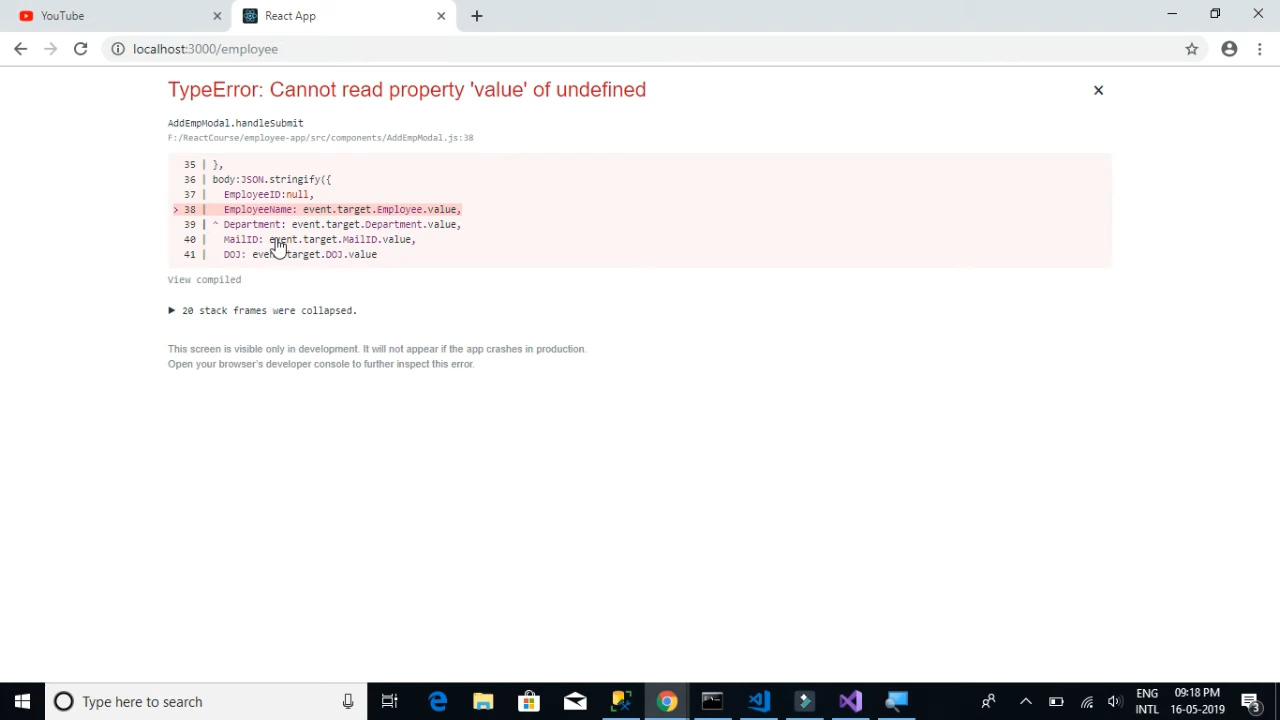 YouTube
React App
localhost:3000/employee
TypeError: Cannot read property 'value' of undefined
AddEmpModal.handleSubmit
F:/ReactCourse/employee-app/src/components/AddEmpModal.js:38
35 | },
36 | body:JSON.stringify({
37 | EmployeeID:null,
> 38 | EmployeeName: event.target.Employee.value,
39 | ^ Department: event.target.Department.value,
40 | MailID: event.target.MailID.value,
41 | DOJ: event.target.DOJ.value
View compiled
▶ 20 stack frames were collapsed.
This screen is visible only in development. It will not appear if the app crashes in production.
Open your browser's developer console to further inspect this error.
Type here to search
ENG
INTL
09:18 PM
16-05-2019
3